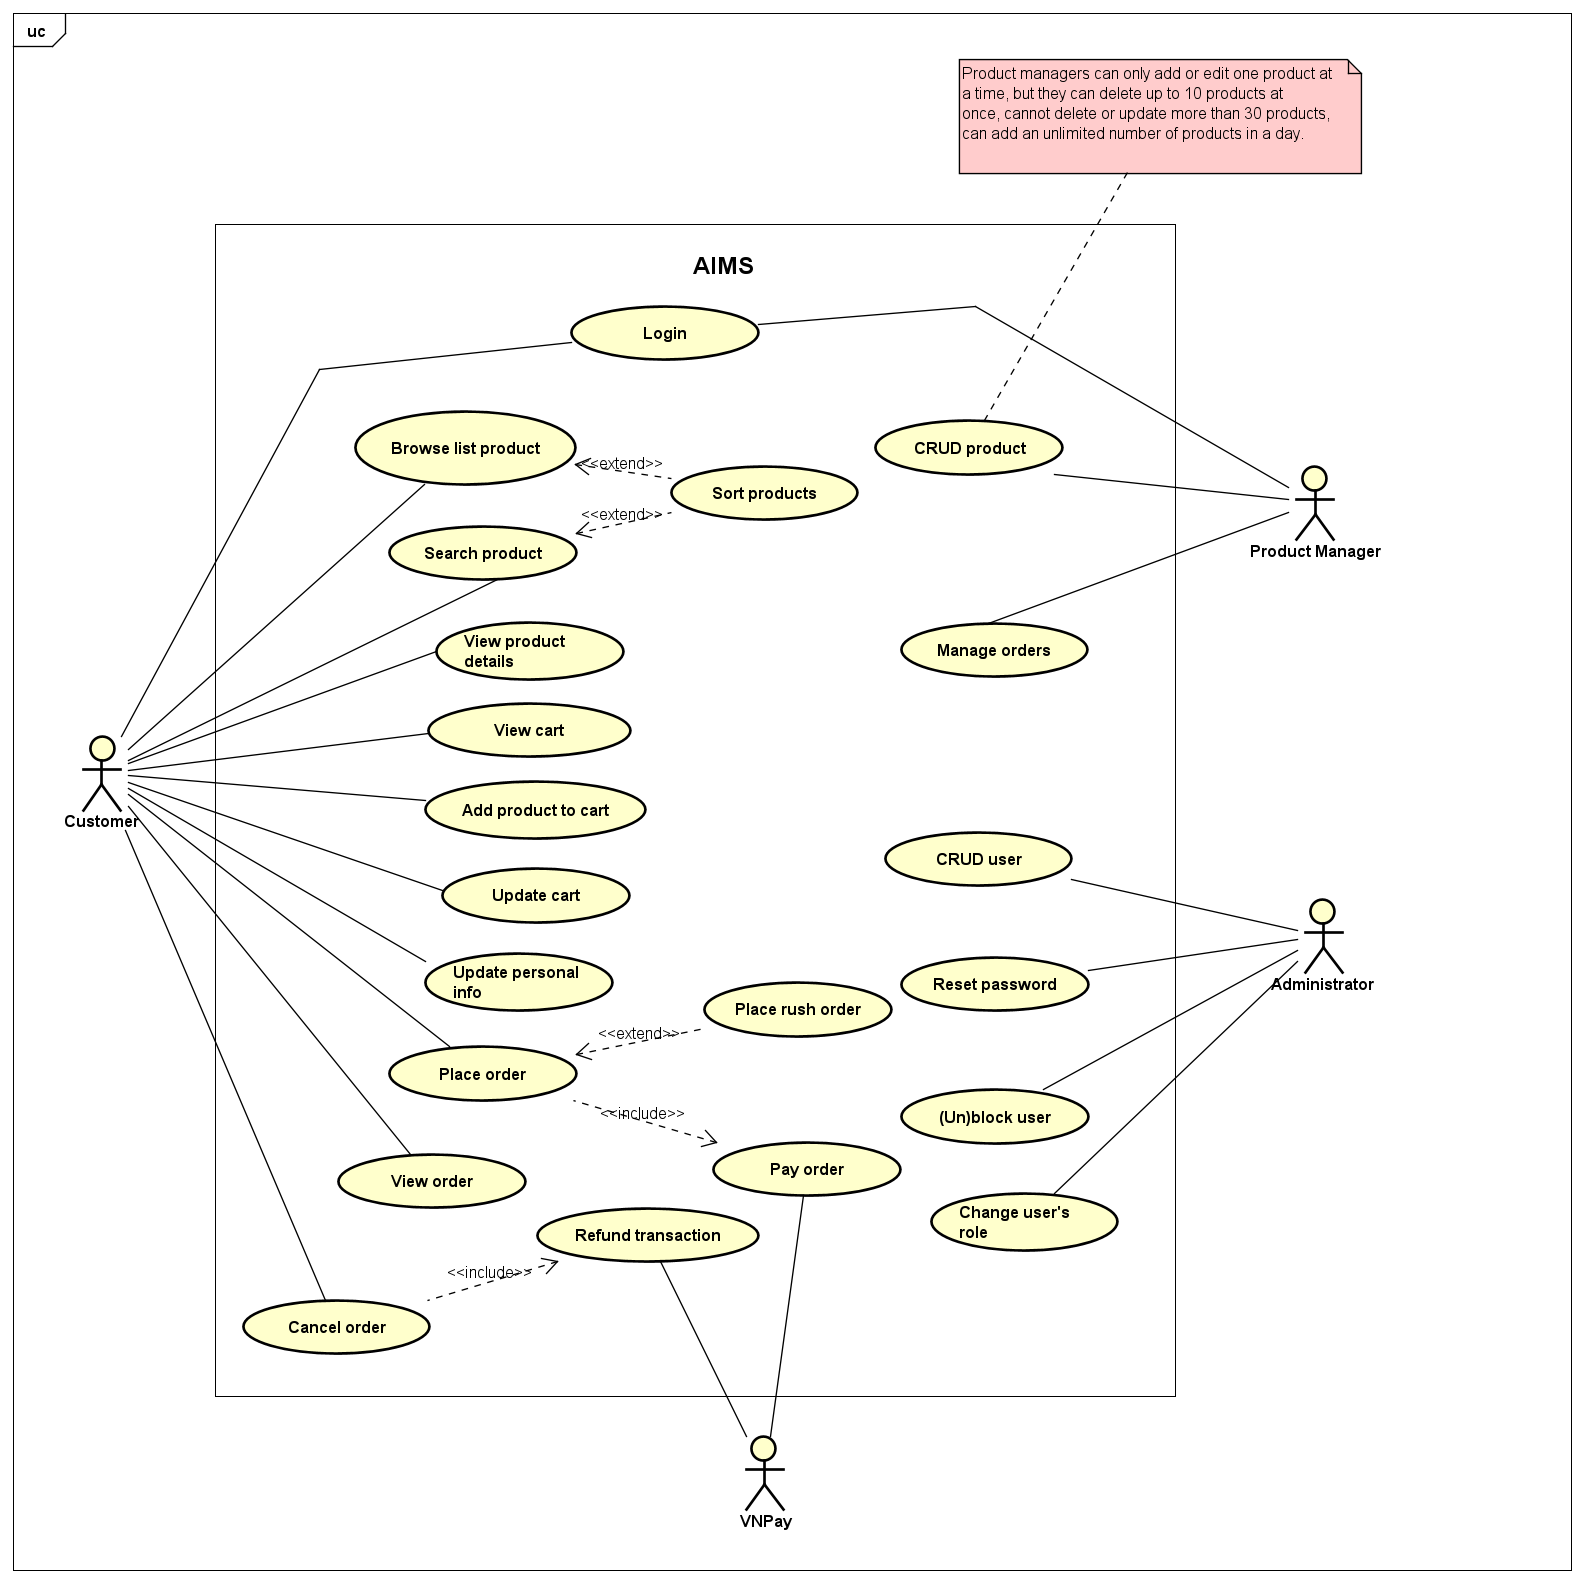 uc
Product managers can only add or edit one product at
a time, but they can delete up to 10 products at
once, cannot delete or update more than 30 products,
can add an unlimited number of products in a day.
AIMS
Login
Browse list product
<<extend>>
Sort products
CRUD product
<<extend>>
Search product
Product Manager
View product
details
Manage orders
View cart
Add product to cart
Customer
CRUD user
Update cart
Update personal
info
Reset password
Administrator
Place rush order
<<extend>>
Place order
<<include>>
(Un)block user
Pay order
View order
Change user's
role
Refund transaction
<<include>>
Cancel order
VNPay